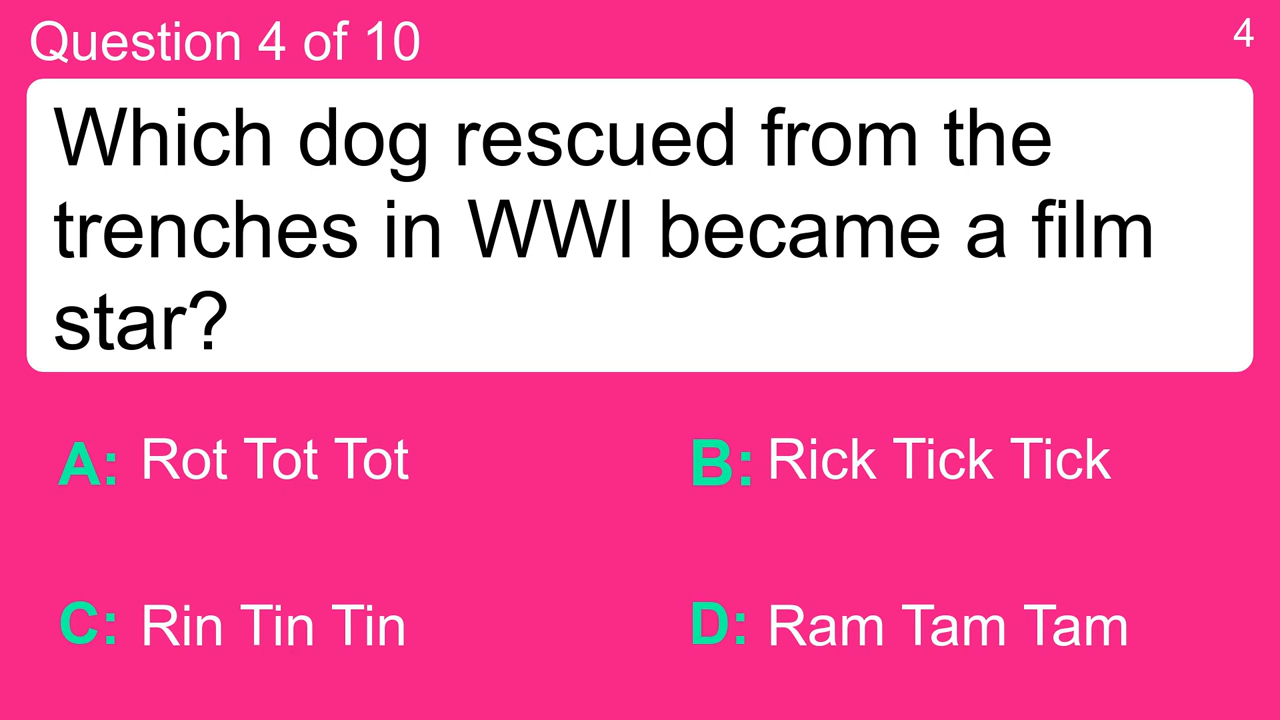 Question 4 of 10
4
Which dog rescued from the
trenches in WWI became a film
star?
A: Rot Tot Tot
B: Rick Tick Tick
C: Rin Tin Tin
D: Ram Tam Tam